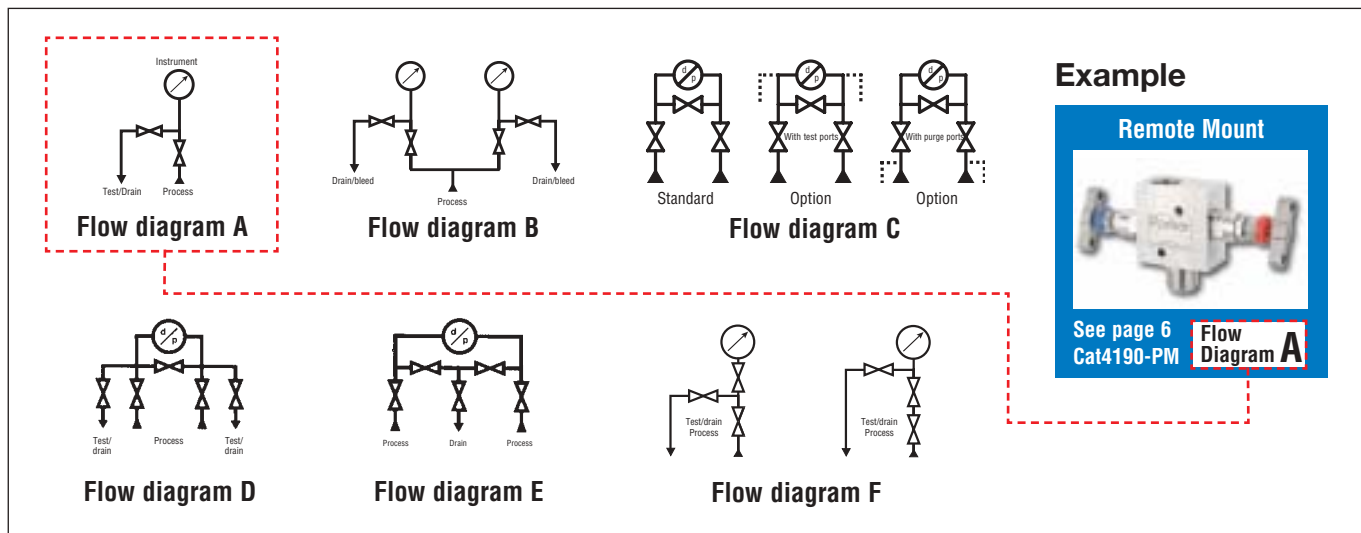 Instrument
Test/Drain
Process
Flow diagram A
Drain/bleed
Drain/bleed
Process
Flow diagram B
d/p
d/p
d/p
With test ports
With purge ports
Standard
Option
Option
Flow diagram C
Example
Remote Mount
See page 6
Cat4190-PM
Flow
Diagram A
d/p
Test/
drain
Process
Test/
drain
Flow diagram D
d/p
Process
Drain
Process
Flow diagram E
Test/drain
Process
Test/drain
Process
Flow diagram F